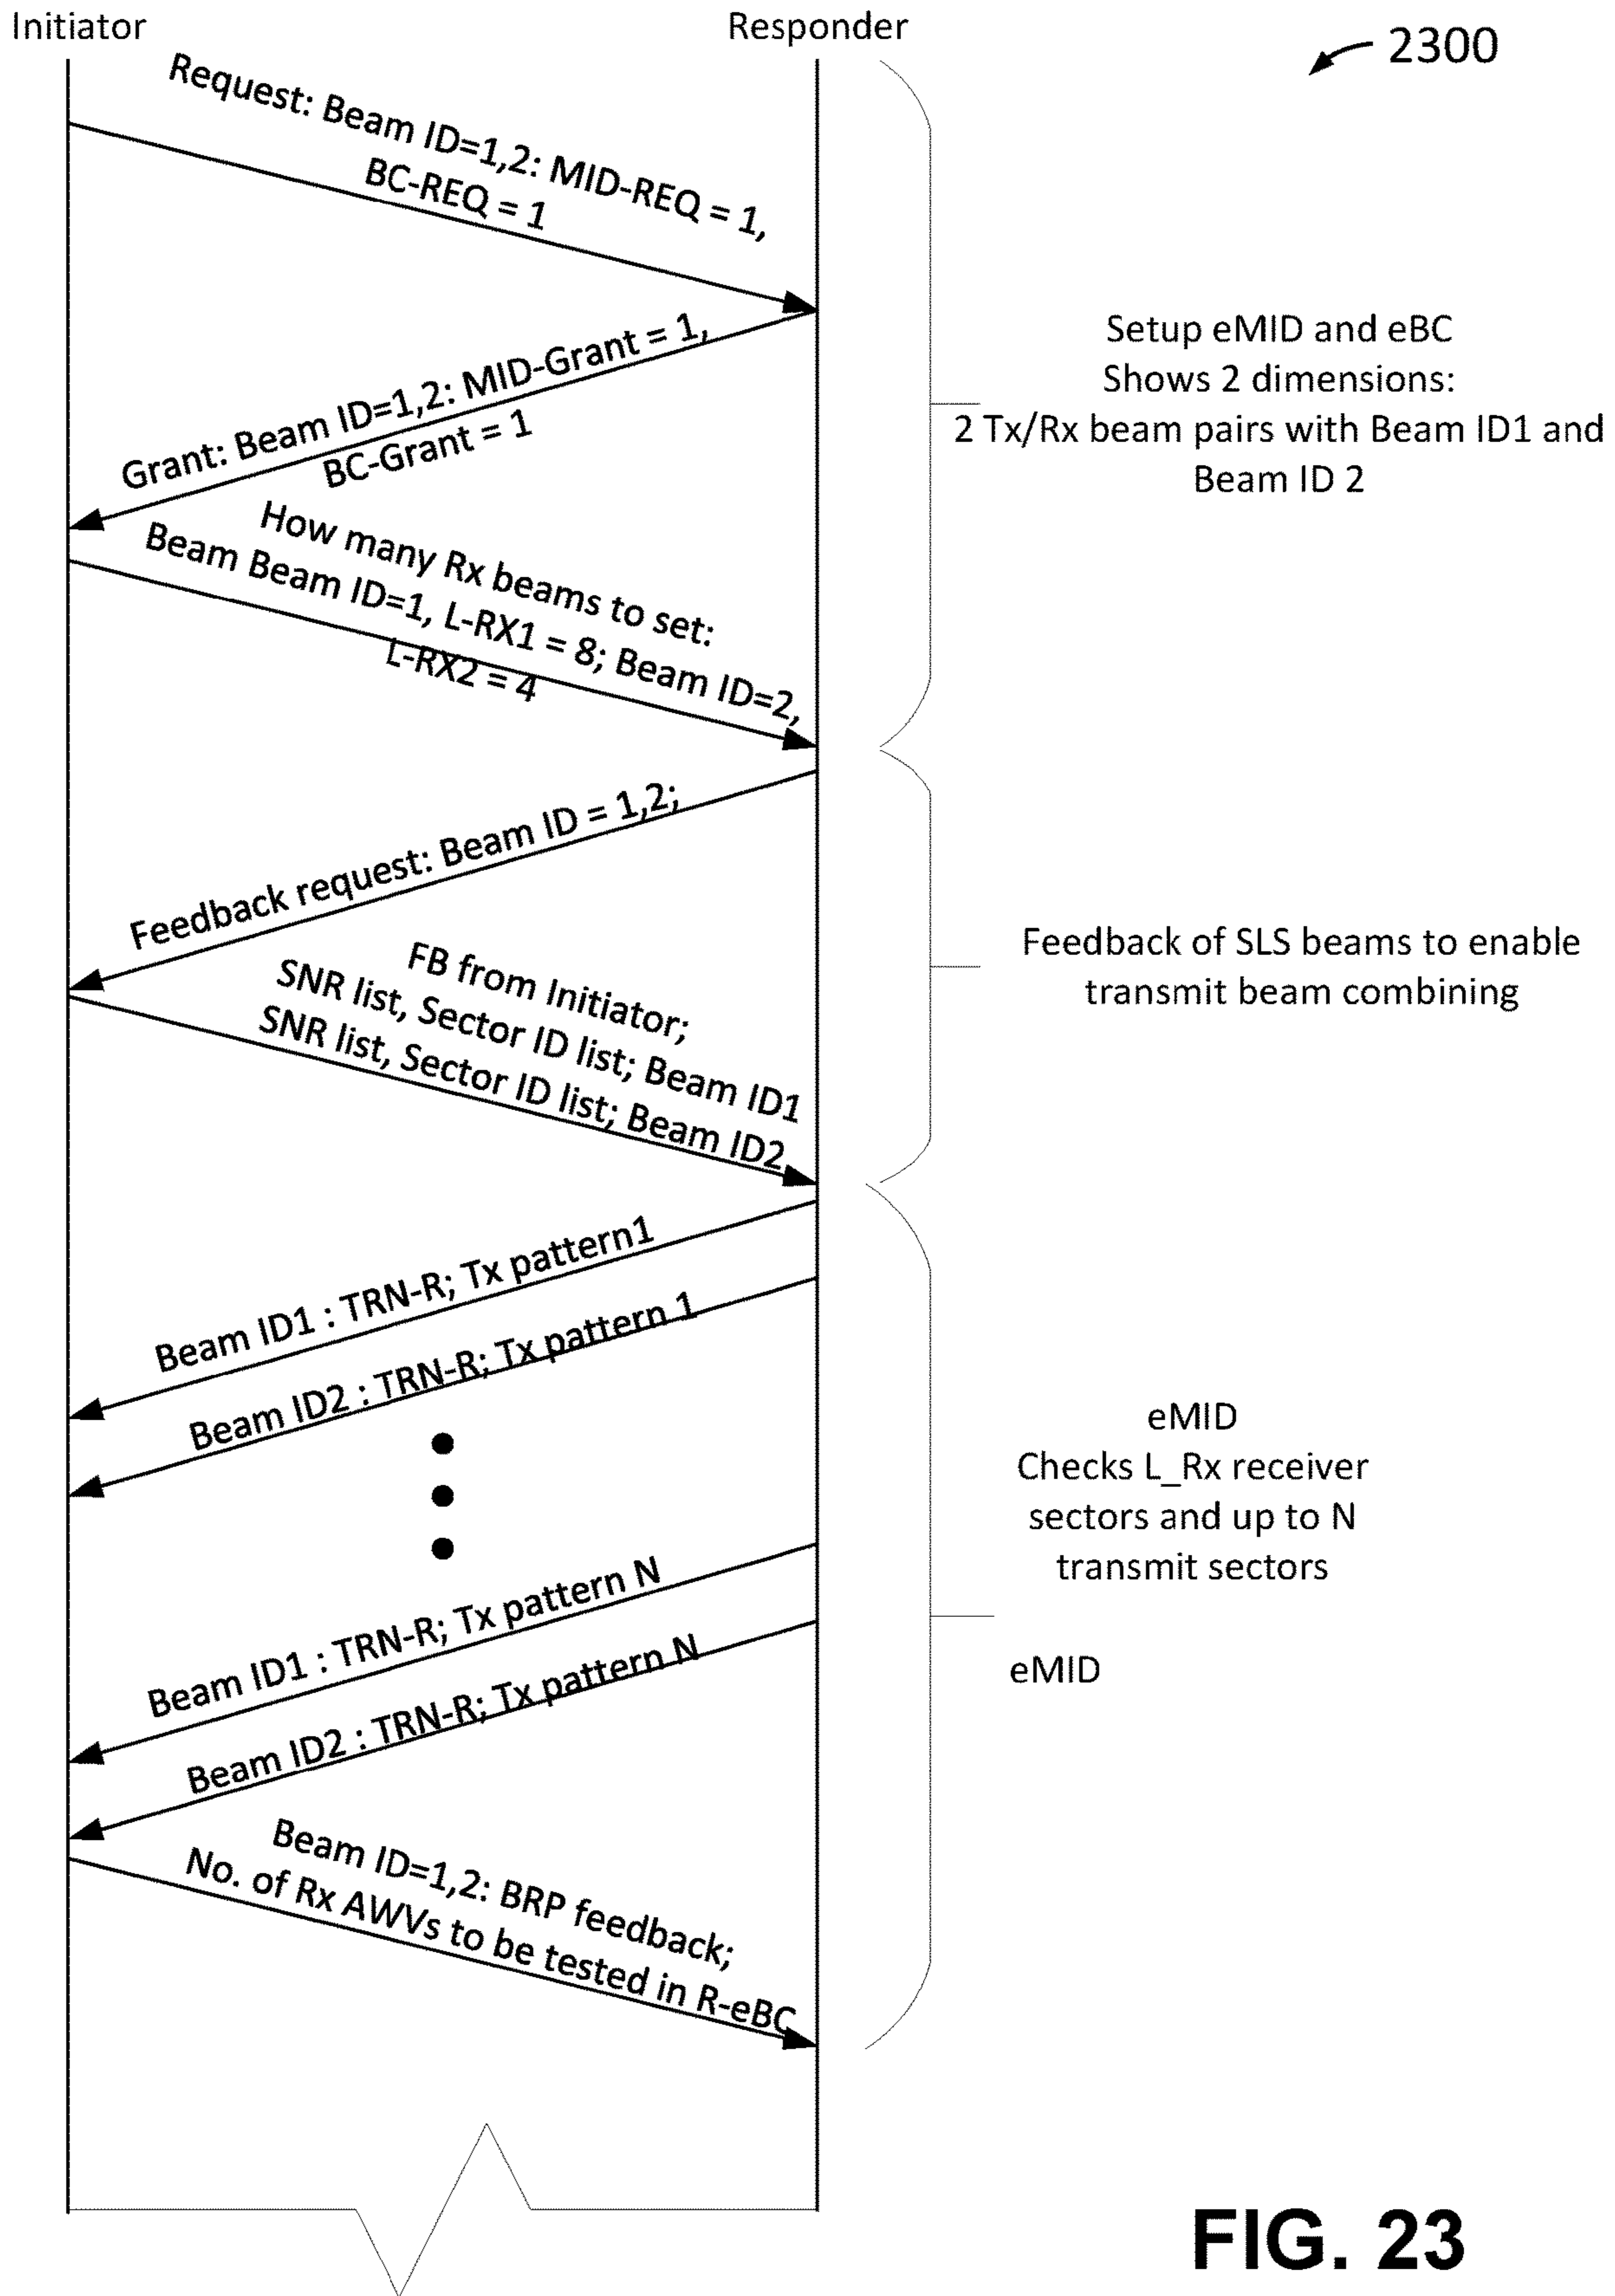 Initiator
Responder
2300
Request: Beam ID=1,2: MID-REQ = 1,
BC-REQ = 1
Grant: Beam ID=1,2: MID-Grant = 1,
BC-Grant = 1
Setup eMID and eBC
Shows 2 dimensions:
2 Tx/Rx beam pairs with Beam ID1 and
Beam ID 2
How many Rx beams to set:
Beam Beam ID=1, L-RX1 = 8; Beam ID=2,
L-RX2 = 4
Feedback request: Beam ID = 1,2;
FB from Initiator;
SNR list, Sector ID list; Beam ID1
SNR list, Sector ID list; Beam ID2
Feedback of SLS beams to enable
transmit beam combining
Beam ID1 : TRN-R; Tx pattern1
Beam ID2 : TRN-R; Tx pattern 1
Beam ID1 : TRN-R; Tx pattern N
Beam ID2 : TRN-R; Tx pattern N
eMID
Checks L_Rx receiver
sectors and up to N
transmit sectors
eMID
Beam ID=1,2: BRP feedback;
No. of Rx AWVs to be tested in R-eBC
FIG. 23